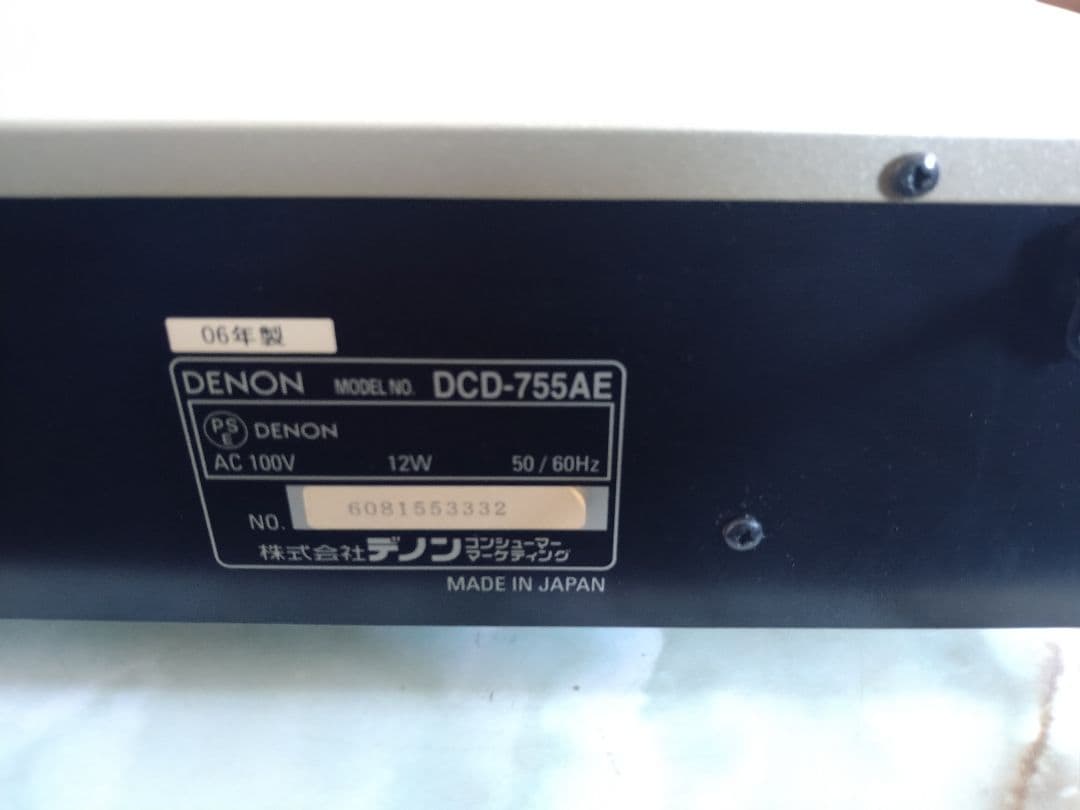 06年製
DENON MODEL NO. DCD-755AE
PSE DENON
AC 100V 12W 50/60Hz
NO. 6081553332
株式会社デノン コンシューマーマーケティング
MADE IN JAPAN